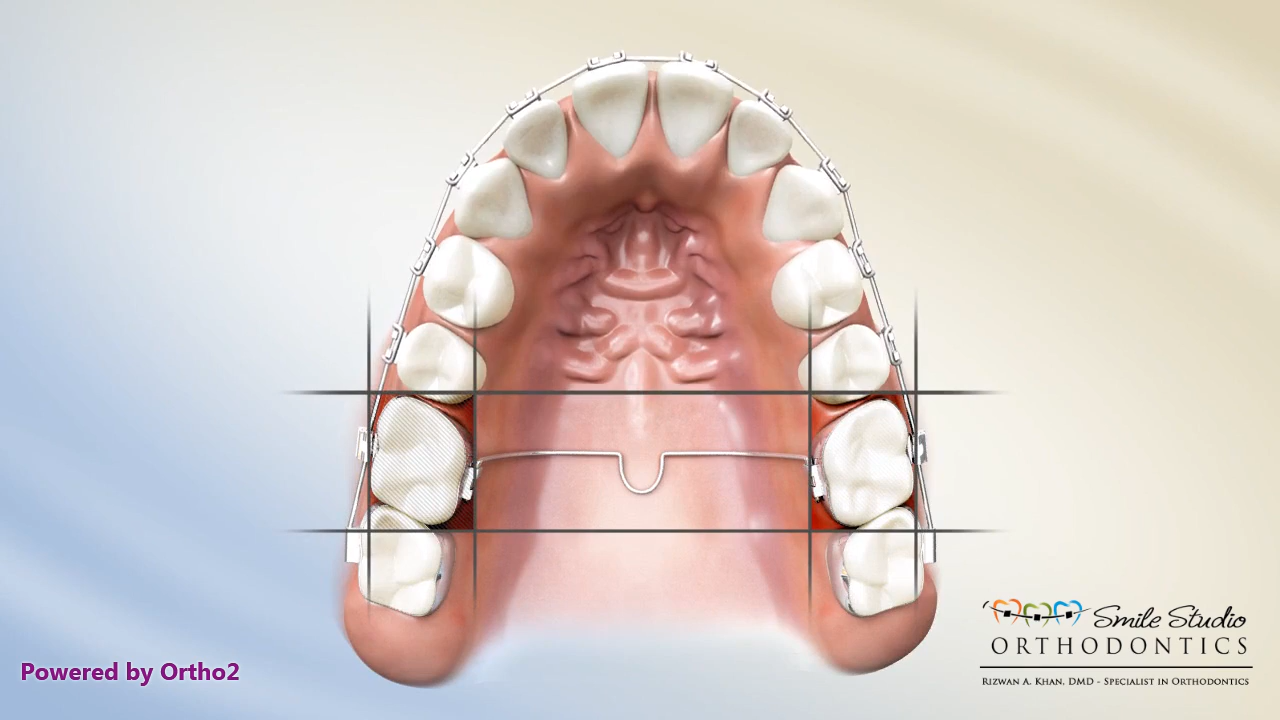 Smile Studio
ORTHODONTICS
RIZWAN A. KHAN, DMD - SPECIALIST IN ORTHODONTICS
Powered by Ortho2